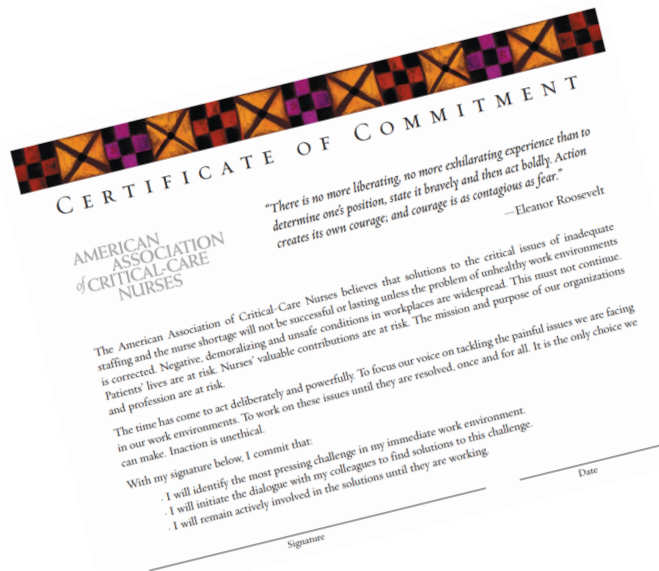 CERTIFICATE OF COMMITMENT
"There is no more liberating, no more exhilarating experience than to
determine one's position, state it bravely and then act boldly. Action
creates its own courage; and courage is as contagious as fear."
—Eleanor Roosevelt
AMERICAN
ASSOCIATION
of CRITICAL-CARE
NURSES
The American Association of Critical-Care Nurses believes that solutions to the critical issues of inadequate
staffing and the nurse shortage will not be successful or lasting unless the problem of unhealthy work environments
is corrected. Negative, demoralizing and unsafe conditions in workplaces are widespread. This must not continue.
Patients' lives are at risk. Nurses' valuable contributions are at risk. The mission and purpose of our organizations
and profession are at risk.
The time has come to act deliberately and powerfully. To focus our voice on tackling the painful issues we are facing
in our work environments. To work on these issues until they are resolved, once and for all. It is the only choice we
can make. Inaction is unethical.
With my signature below, I commit that:
. I will identify the most pressing challenge in my immediate work environment.
. I will initiate the dialogue with my colleagues to find solutions to this challenge.
. I will remain actively involved in the solutions until they are working.
Signature
Date